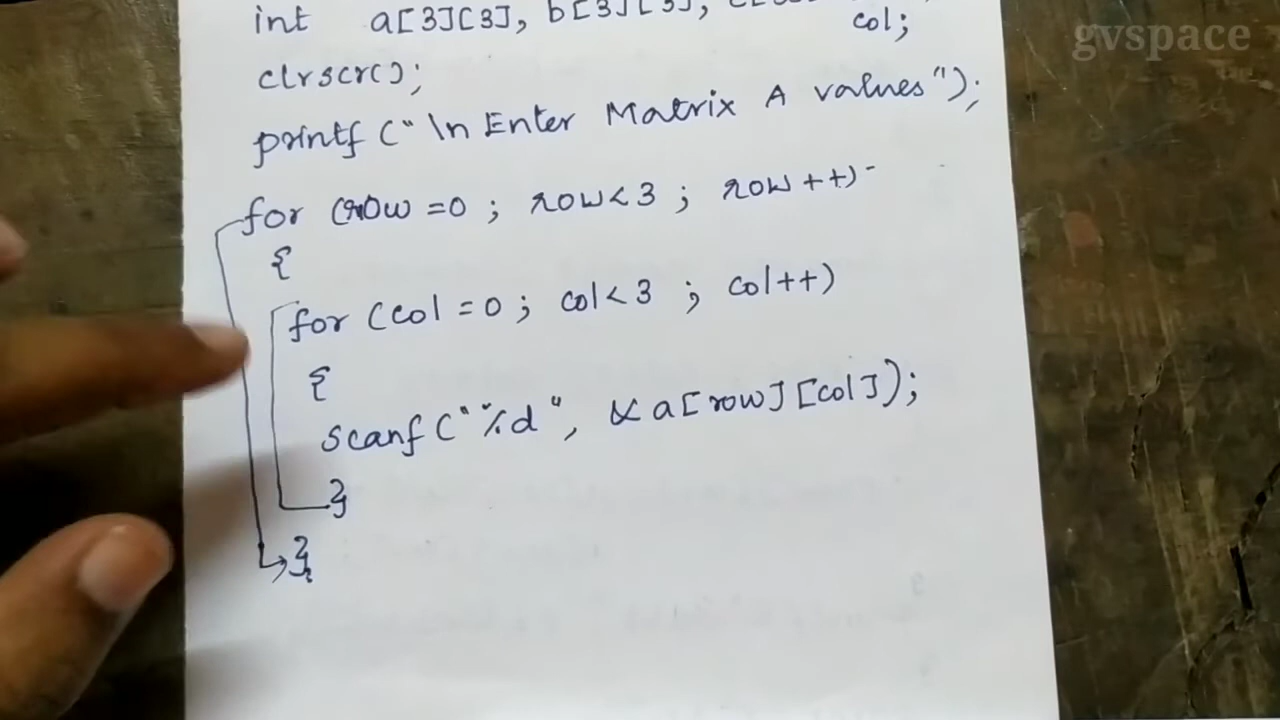 int a[3][3], b[3][3],
col;
gvspace
clrscr();
printf ("\n Enter Matrix A values");
for (row =0 ; row<3 ; row++)
{
for (col =0 ; col<3 ; col++)
{
scanf ("%d", &a[row][col]);
}
}